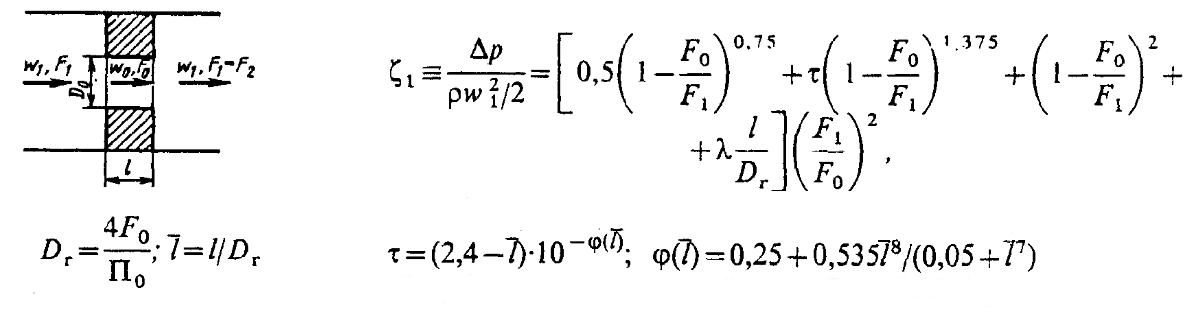 w₁, F₁ w₀, F₀ w₁, F₁=F₂
D₀
l
ζ₁ ≡ Δp / (ρw₁²/2) = [ 0,5(1 − F₀/F₁)^0,75 + τ(1 − F₀/F₁)^1,375 + (1 − F₀/F₁)² +
+ λ l/D_г ] (F₁/F₀)² ,
D_г = 4F₀/Π₀; l̅ = l/D_г
τ = (2,4 − l̅)·10^−φ(l̅); φ(l̅) = 0,25 + 0,535l̅⁸/(0,05 + l̅⁷)